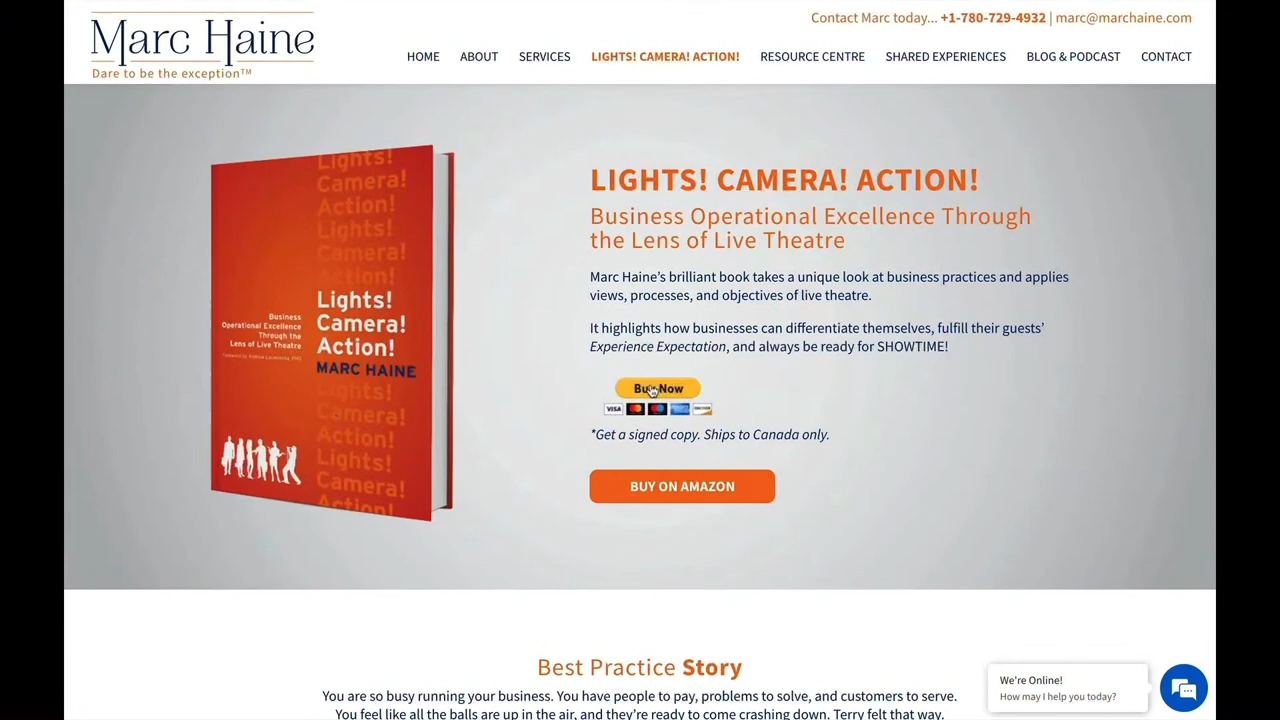 Marc Haine
Dare to be the exception™
Contact Marc today... +1-780-729-4932 | marc@marchaine.com
HOME ABOUT SERVICES LIGHTS! CAMERA! ACTION! RESOURCE CENTRE SHARED EXPERIENCES BLOG & PODCAST CONTACT
Lights!
Camera!
Action!
Lights!
Camera!
Action!
Lights!
Camera!
Action!
MARC HAINE
Business
Operational Excellence
Through the
Lens of Live Theatre
Lights!
Camera!
Action!
Lights!
Camera!
Action!
LIGHTS! CAMERA! ACTION!
Business Operational Excellence Through
the Lens of Live Theatre
Marc Haine's brilliant book takes a unique look at business practices and applies
views, processes, and objectives of live theatre.
It highlights how businesses can differentiate themselves, fulfill their guests'
Experience Expectation, and always be ready for SHOWTIME!
Buy Now
VISA
*Get a signed copy. Ships to Canada only.
BUY ON AMAZON
Best Practice Story
You are so busy running your business. You have people to pay, problems to solve, and customers to serve.
You feel like all the balls are up in the air, and they're ready to come crashing down. Terry felt that way.
We're Online!
How may I help you today?